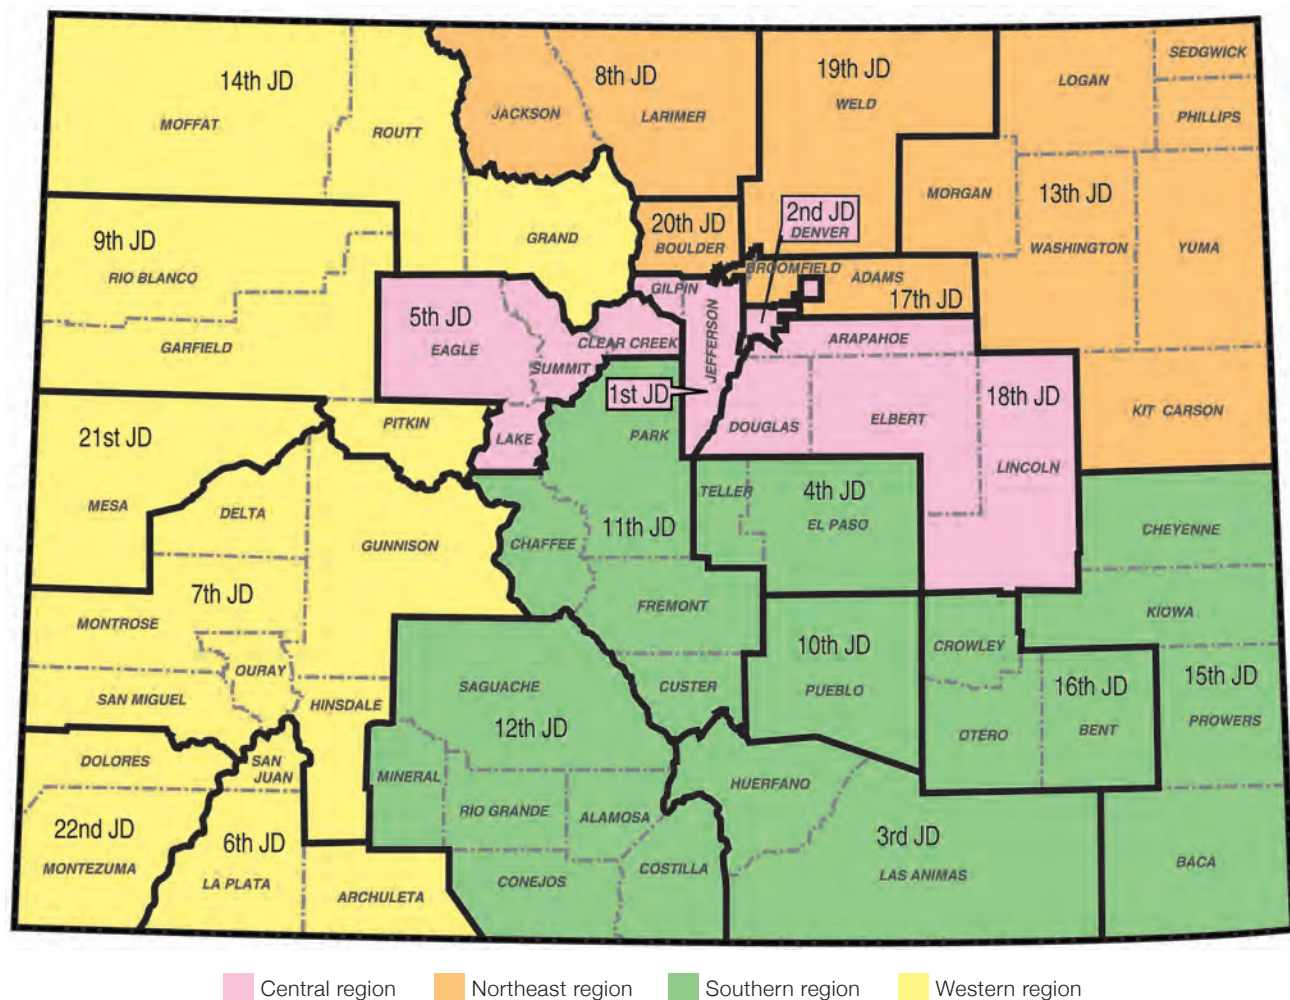 14th JD
MOFFAT
ROUTT
JACKSON
8th JD
LARIMER
19th JD
WELD
LOGAN
SEDGWICK
PHILLIPS
MORGAN
13th JD
WASHINGTON
YUMA
9th JD
RIO BLANCO
GARFIELD
GRAND
20th JD
BOULDER
2nd JD
DENVER
BROOMFIELD
ADAMS
17th JD
GILPIN
5th JD
EAGLE
SUMMIT
CLEAR CREEK
JEFFERSON
ARAPAHOE
1st JD
18th JD
KIT CARSON
21st JD
PITKIN
LAKE
PARK
DOUGLAS
ELBERT
LINCOLN
MESA
DELTA
GUNNISON
CHAFFEE
11th JD
TELLER
4th JD
EL PASO
CHEYENNE
7th JD
MONTROSE
OURAY
SAN MIGUEL
HINSDALE
FREMONT
KIOWA
SAGUACHE
CUSTER
10th JD
PUEBLO
CROWLEY
16th JD
OTERO
BENT
15th JD
PROWERS
12th JD
DOLORES
SAN
JUAN
MINERAL
RIO GRANDE
ALAMOSA
HUERFANO
22nd JD
MONTEZUMA
6th JD
LA PLATA
ARCHULETA
CONEJOS
COSTILLA
3rd JD
LAS ANIMAS
BACA
Central region
Northeast region
Southern region
Western region